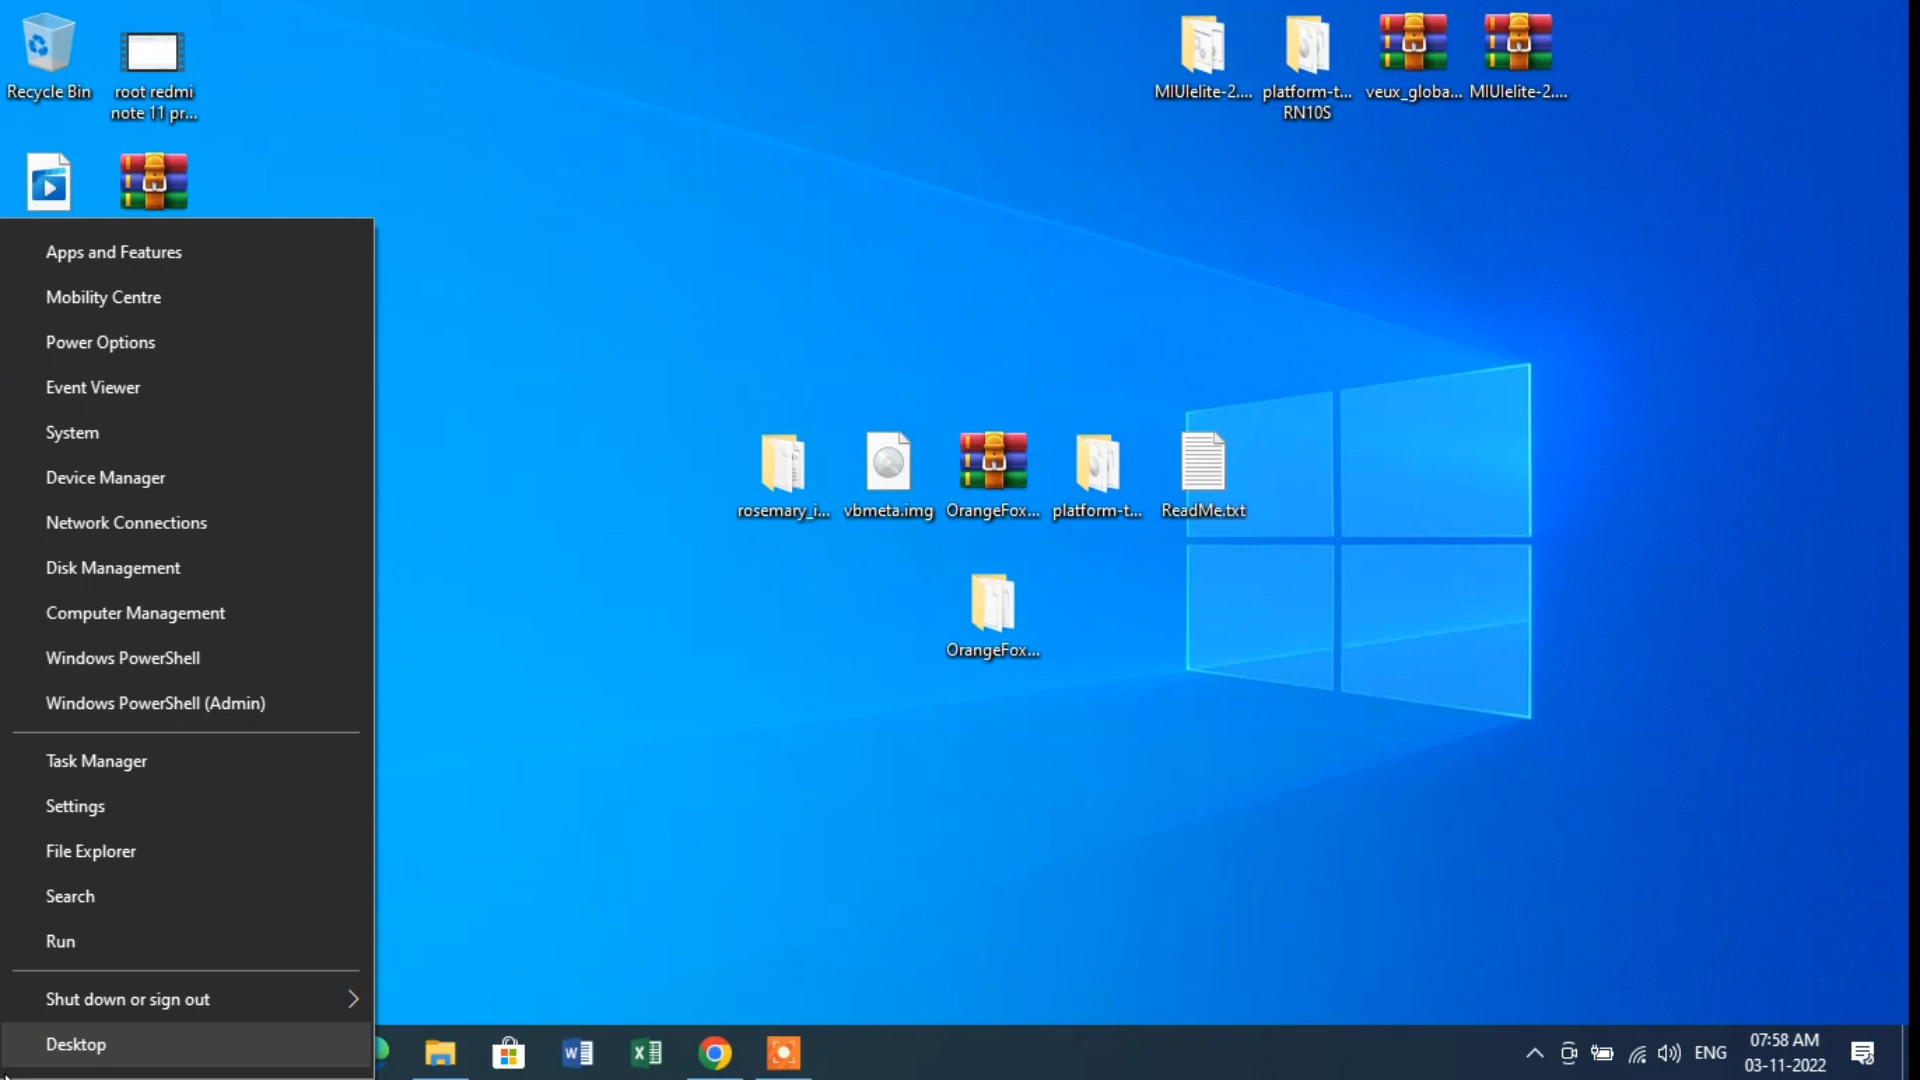 Recycle Bin
root redmi
note 11 pr...
MIUIelite-2....
platform-t...
RN10S
veux_globa...
MIUIelite-2....
Apps and Features
Mobility Centre
Power Options
Event Viewer
System
Device Manager
Network Connections
Disk Management
Computer Management
Windows PowerShell
Windows PowerShell (Admin)
Task Manager
Settings
File Explorer
Search
Run
Shut down or sign out
Desktop
rosemary_i...
vbmeta.img
OrangeFox...
platform-t...
ReadMe.txt
OrangeFox...
ENG
07:58 AM
03-11-2022